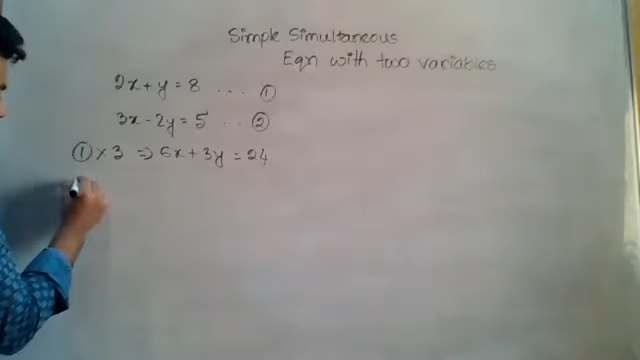 Simple Simultaneous
Eqn with two variables
2x + y = 8 ... ①
3x - 2y = 5 .. ②
① × 3 ⇒ 6x + 3y = 24